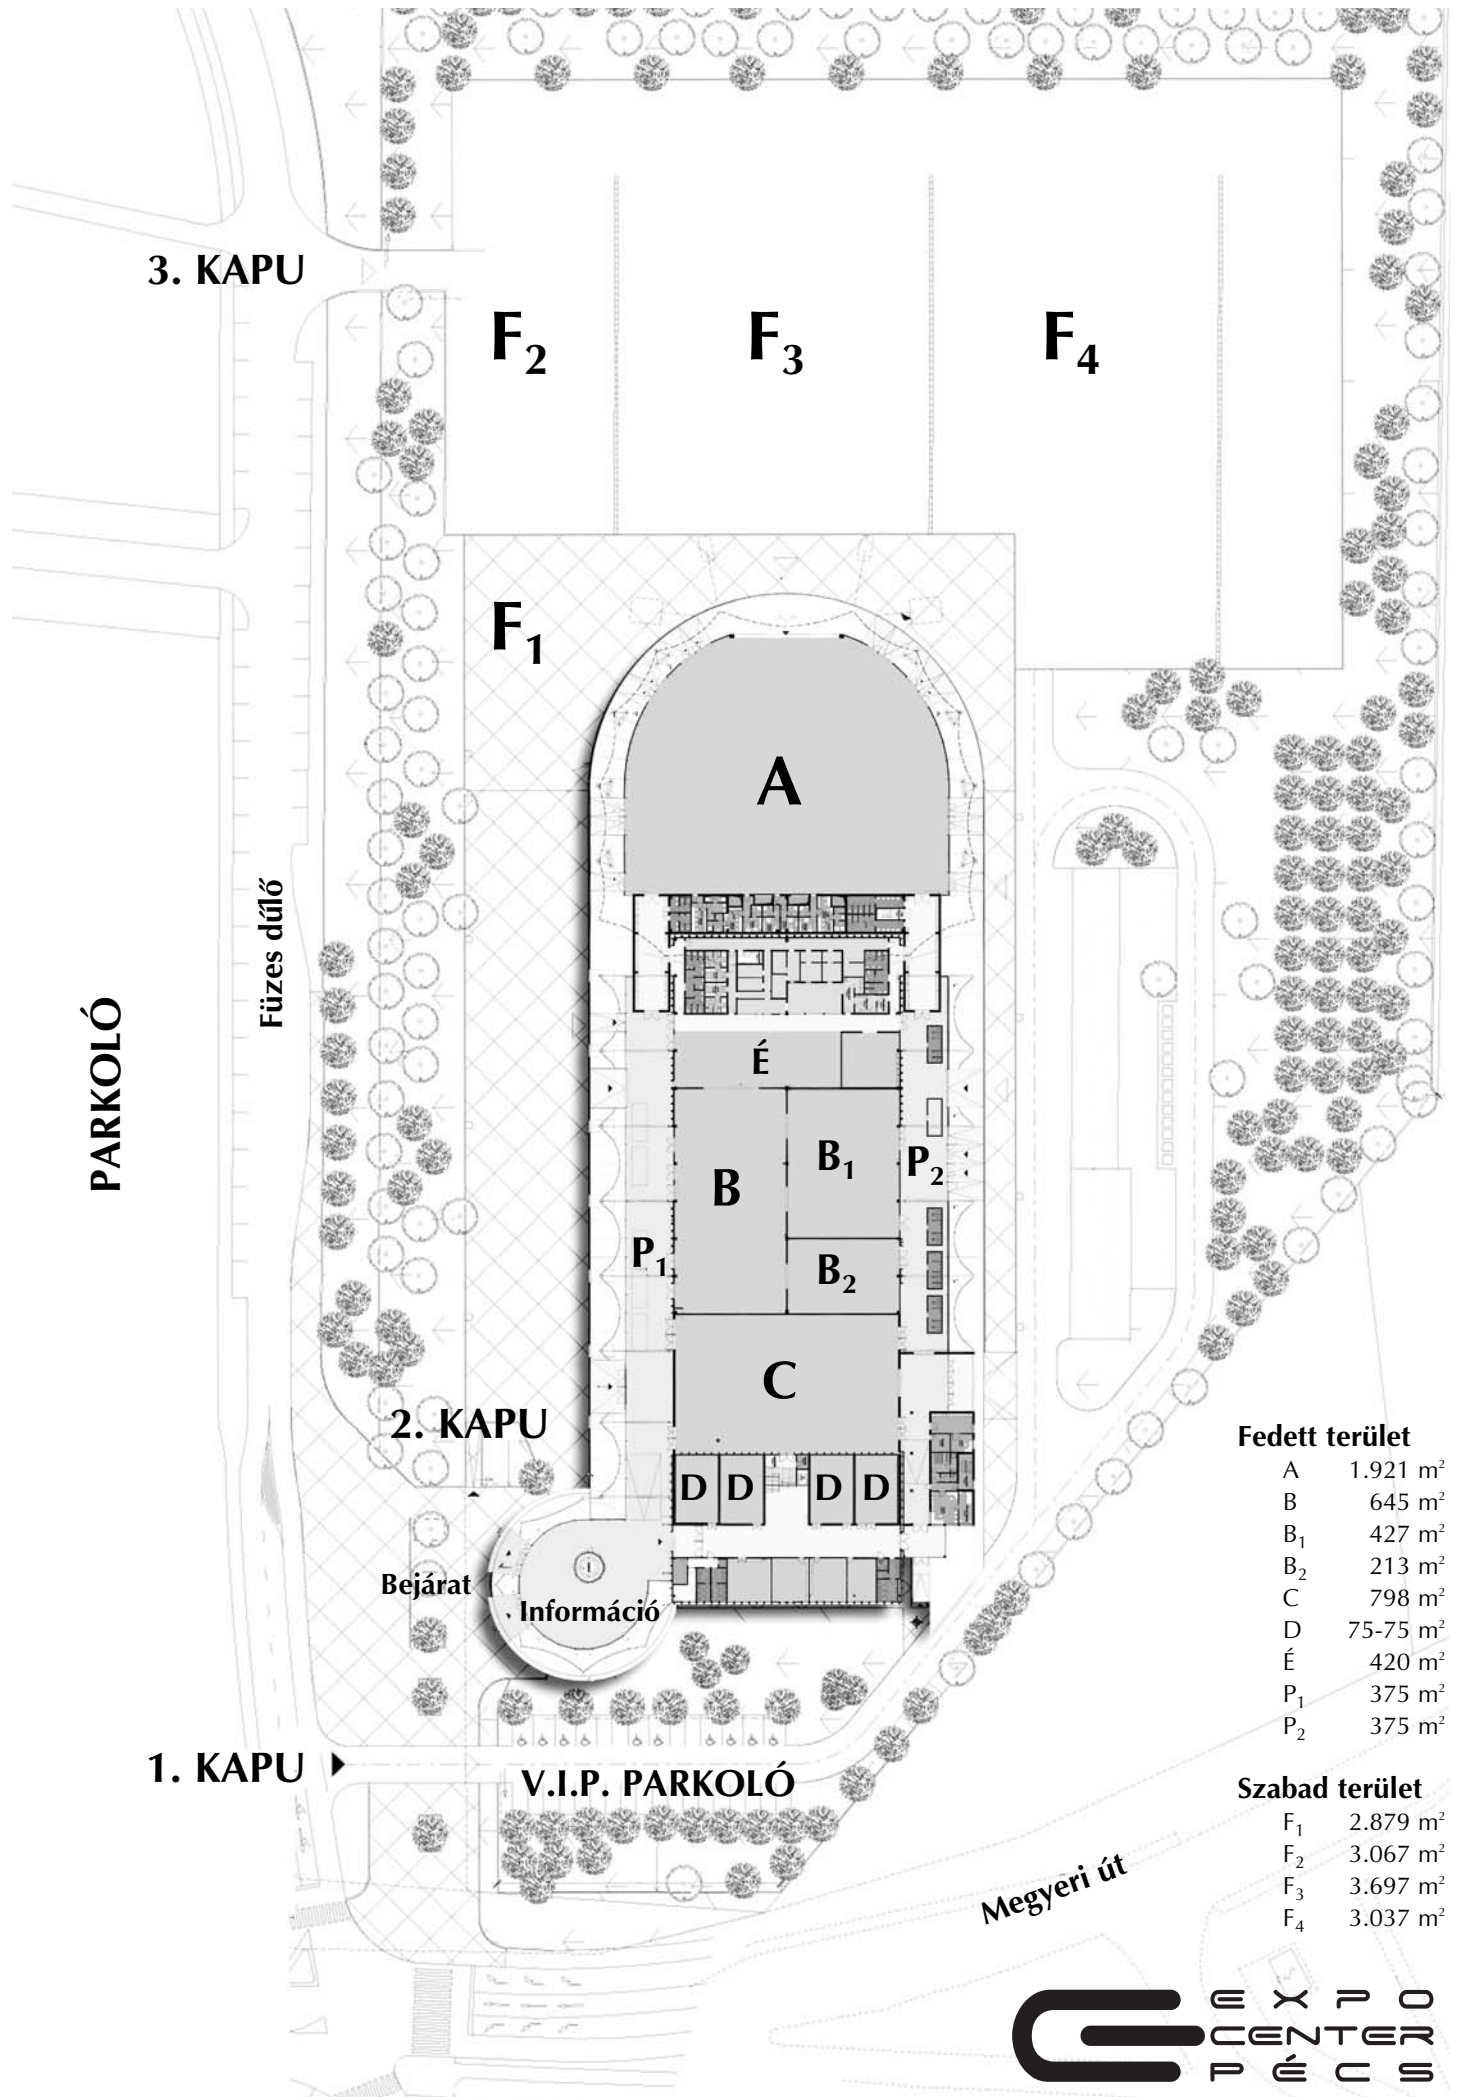 3. KAPU
F₂
F₃
F₄
F₁
A
Füzes dűlő
PARKOLÓ
É
B
B₁
P₂
P₁
B₂
C
2. KAPU
D D D D
Bejárat
Információ
1. KAPU
V.I.P. PARKOLÓ
Megyeri út
Fedett terület
A 1.921 m²
B 645 m²
B₁ 427 m²
B₂ 213 m²
C 798 m²
D 75-75 m²
É 420 m²
P₁ 375 m²
P₂ 375 m²
Szabad terület
F₁ 2.879 m²
F₂ 3.067 m²
F₃ 3.697 m²
F₄ 3.037 m²
EXPO
CENTER
PÉCS